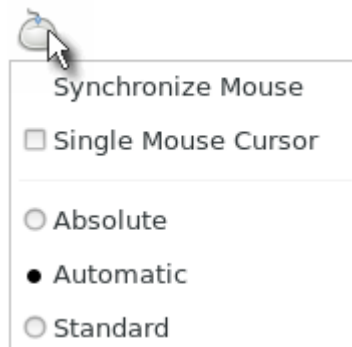 Synchronize Mouse
Single Mouse Cursor
Absolute
Automatic
Standard